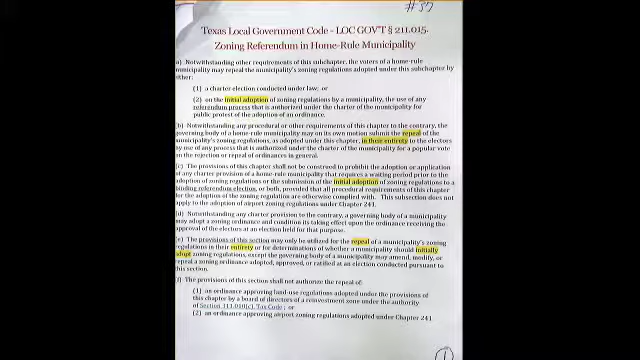 #37
Texas Local Government Code - LOC GOV'T § 211.015.
Zoning Referendum in Home-Rule Municipality
a) Notwithstanding other requirements of this subchapter, the voters of a home-rule
municipality may repeal the municipality's zoning regulations adopted under this subchapter by
either:
(1) a charter election conducted under law; or
(2) on the initial adoption of zoning regulations by a municipality, the use of any
referendum process that is authorized under the charter of the municipality for
public protest of the adoption of an ordinance.
(b) Notwithstanding any procedural or other requirements of this chapter to the contrary, the
governing body of a home-rule municipality may on its own motion submit the repeal of the
municipality's zoning regulations, as adopted under this chapter, in their entirety to the electors
by use of any process that is authorized under the charter of the municipality for a popular vote
on the rejection or repeal of ordinances in general.
(c) The provisions of this chapter shall not be construed to prohibit the adoption or application
of any charter provision of a home-rule municipality that requires a waiting period prior to the
adoption of zoning regulations or the submission of the initial adoption of zoning regulations to a
binding referendum election, or both, provided that all procedural requirements of this chapter
for the adoption of the zoning regulation are otherwise complied with. This subsection does not
apply to the adoption of airport zoning regulations under Chapter 241.
(d) Notwithstanding any charter provision to the contrary, a governing body of a municipality
may adopt a zoning ordinance and condition its taking effect upon the ordinance receiving the
approval of the electors at an election held for that purpose.
(e) The provisions of this section may only be utilized for the repeal of a municipality's zoning
regulations in their entirety or for determinations of whether a municipality should initially
adopt zoning regulations, except the governing body of a municipality may amend, modify, or
repeal a zoning ordinance adopted, approved, or ratified at an election conducted pursuant to
this section.
(f) The provisions of this section shall not authorize the repeal of:
(1) an ordinance approving land-use regulations adopted under the provisions of
this chapter by a board of directors of a reinvestment zone under the authority
of Section 311.010(c), Tax Code; or
(2) an ordinance approving airport zoning regulations adopted under Chapter 241.
1